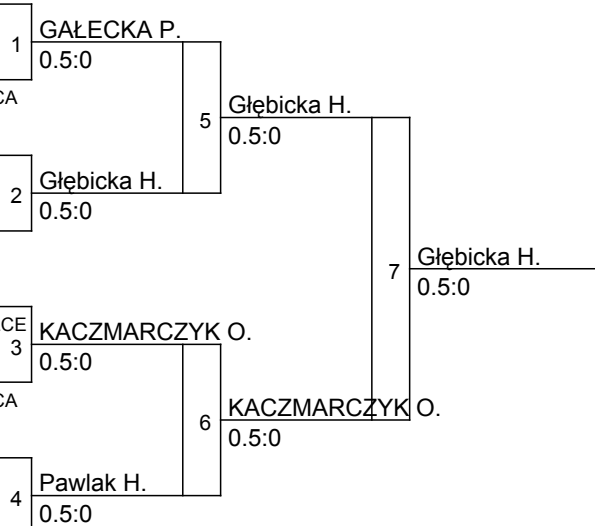 1
GAŁECKA P.
0.5:0
CA
5
Głębicka H.
0.5:0
2
Głębicka H.
0.5:0
7
Głębicka H.
0.5:0
CE
3
KACZMARCZYK O.
0.5:0
CA
6
KACZMARCZYK O.
0.5:0
4
Pawlak H.
0.5:0